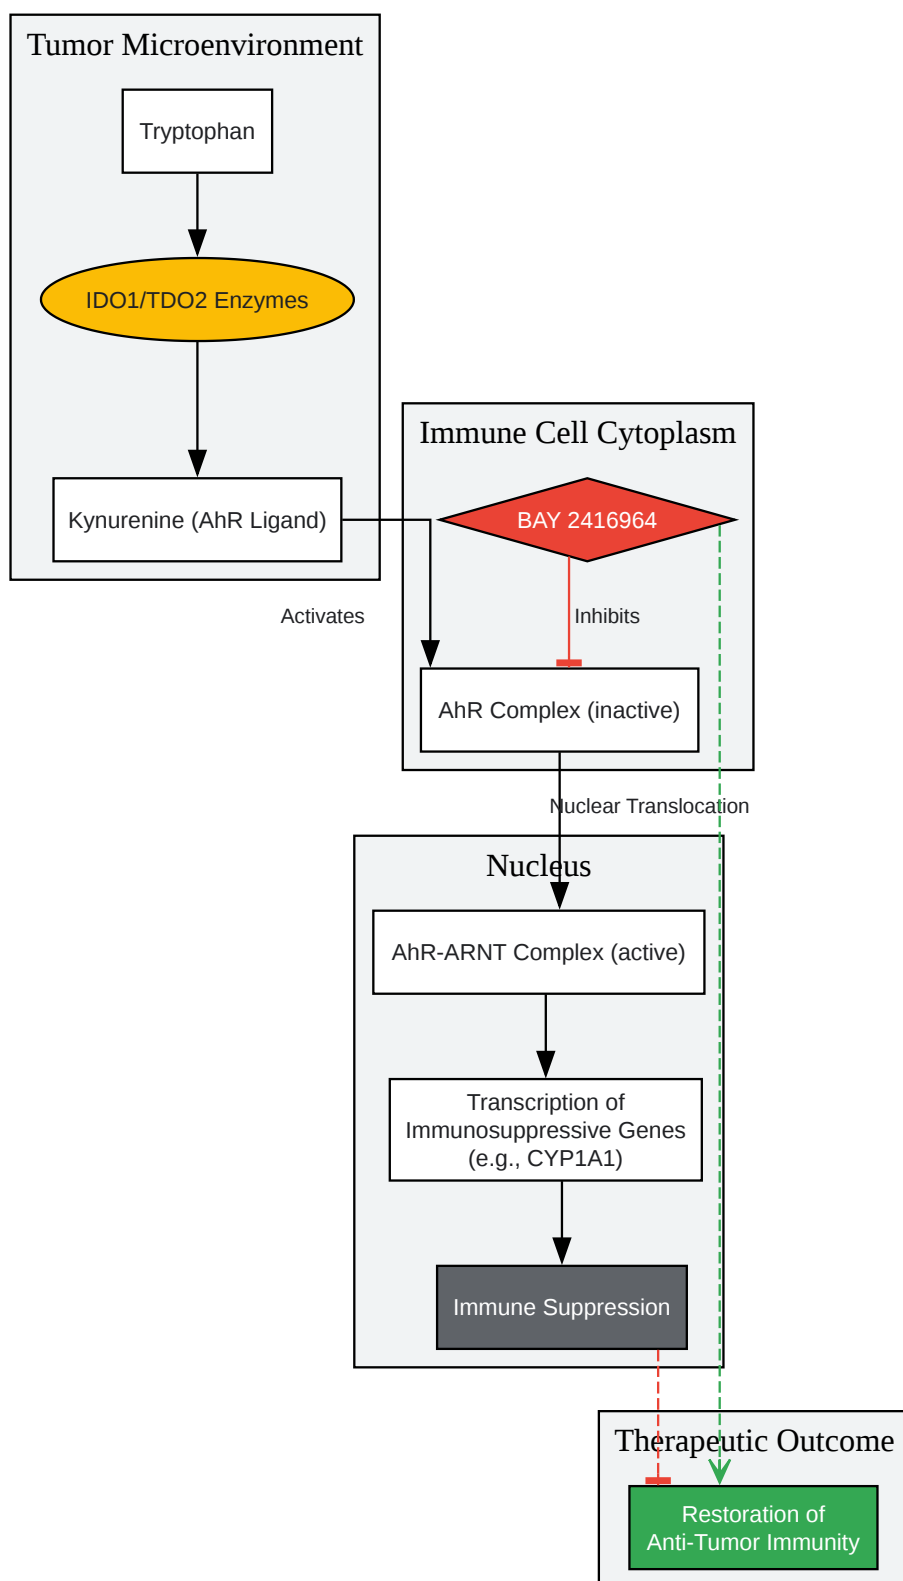 Tumor Microenvironment
Tryptophan
IDO1/TDO2 Enzymes
Kynurenine (AhR Ligand)
Immune Cell Cytoplasm
BAY 2416964
Activates
Inhibits
AhR Complex (inactive)
Nuclear Translocation
Nucleus
AhR-ARNT Complex (active)
Transcription of
Immunosuppressive Genes
(e.g., CYP1A1)
Immune Suppression
Therapeutic Outcome
Restoration of
Anti-Tumor Immunity